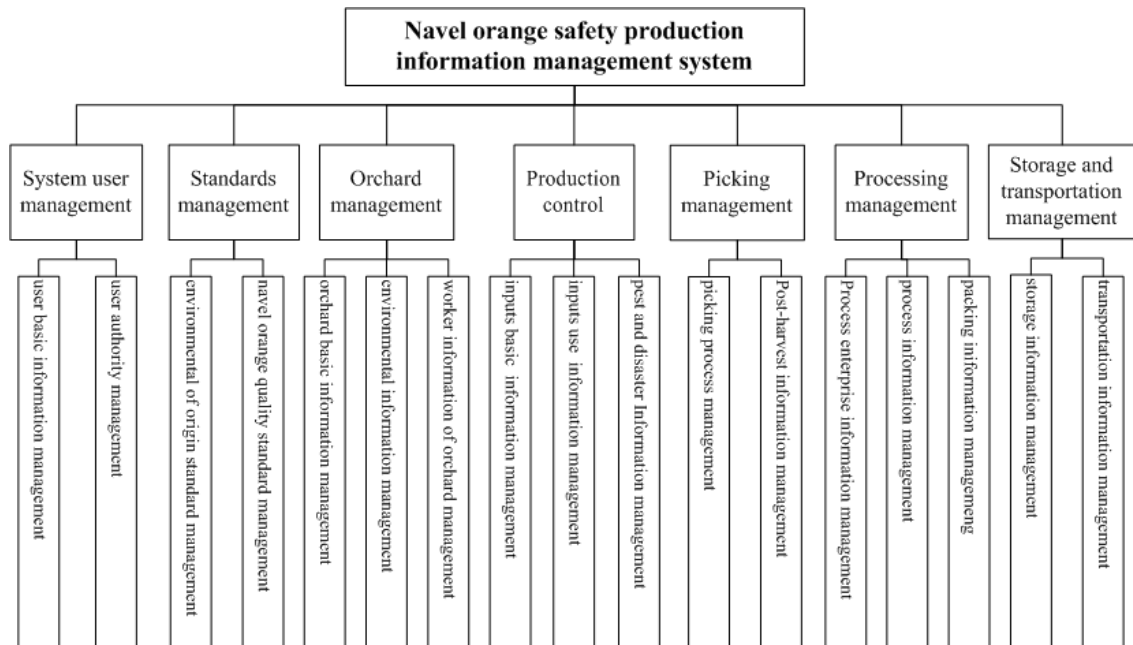 Navel orange safety production
information management system
System user
management
Standards
management
Orchard
management
Production
control
Picking
management
Processing
management
Storage and
transportation
management
user basic information management
user authority management
environmental of origin standard management
navel orange quality standard management
orchard basic information management
environmental information management
worker information of orchard management
inputs basic information management
inputs use information management
pest and disaster Information management
picking process management
Post-harvest information management
Process enterprise information management
process information management
packing iniformation managemeng
storage information management
transportation information management